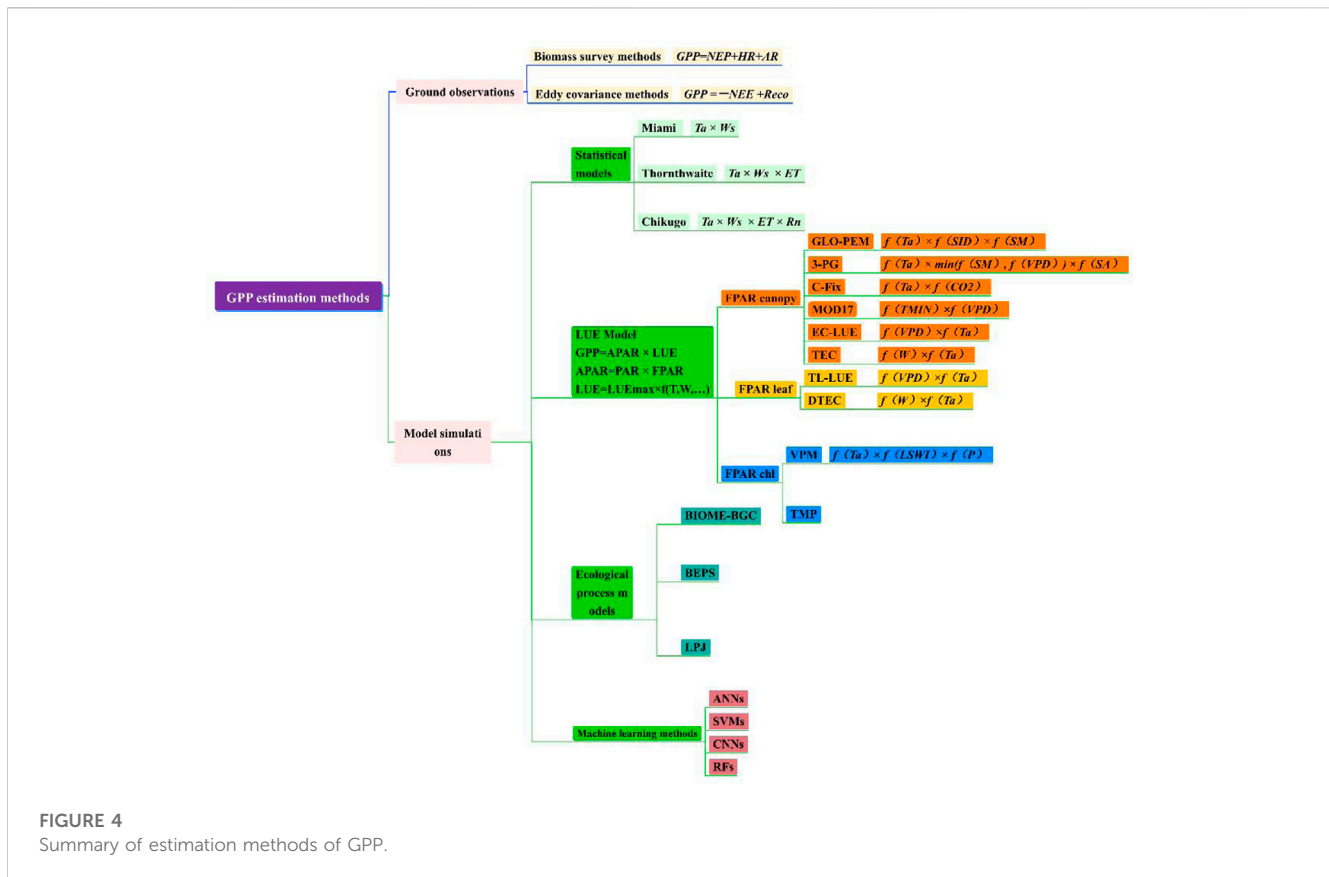 Biomass survey methods GPP=NEP+HR+AR
Ground observations
Eddy covariance methods GPP=—NEE+Reco
Miami Ta×Ws
Statistical
models
Thornthwaite Ta×Ws×ET
Chikugo Ta×Ws×ET×Rn
GPP estimation methods
GLO-PEM f（Ta）×f（SID）×f（SM）
3-PG f（Ta）×min(f（SM）,f（VPD）)×f（SA）
C-Fix f（Ta）×f（CO2）
FPAR canopy
MOD17 f（TMIN）×f（VPD）
EC-LUE f（VPD）×f（Ta）
TEC f（W）×f（Ta）
LUE Model
GPP=APAR×LUE
APAR=PAR×FPAR
LUE=LUEmax×f(T,W,…)
TL-LUE f（VPD）×f（Ta）
FPAR leaf
DTEC f（W）×f（Ta）
Model simulati
ons
VPM f（Ta）×f（LSWI）×f（P）
FPAR chl
TMP
BIOME-BGC
Ecological
process m
odels
BEPS
LPJ
Machine learning methods
ANNs
SVMs
CNNs
RFs
FIGURE 4
Summary of estimation methods of GPP.